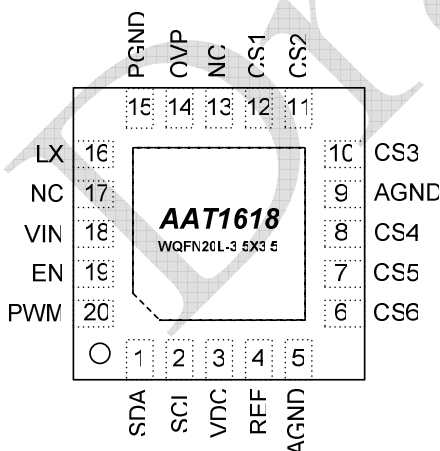 PGND OVP NC CS1 CS2
15 14 13 12 11
LX 16 10 CS3
NC 17 9 AGND
VIN 18 AAT1618 8 CS4
WQFN20L-3 5X3 5
EN 19 7 CS5
PWM 20 6 CS6
1 2 3 4 5
SDA SCI VDC REF AGND